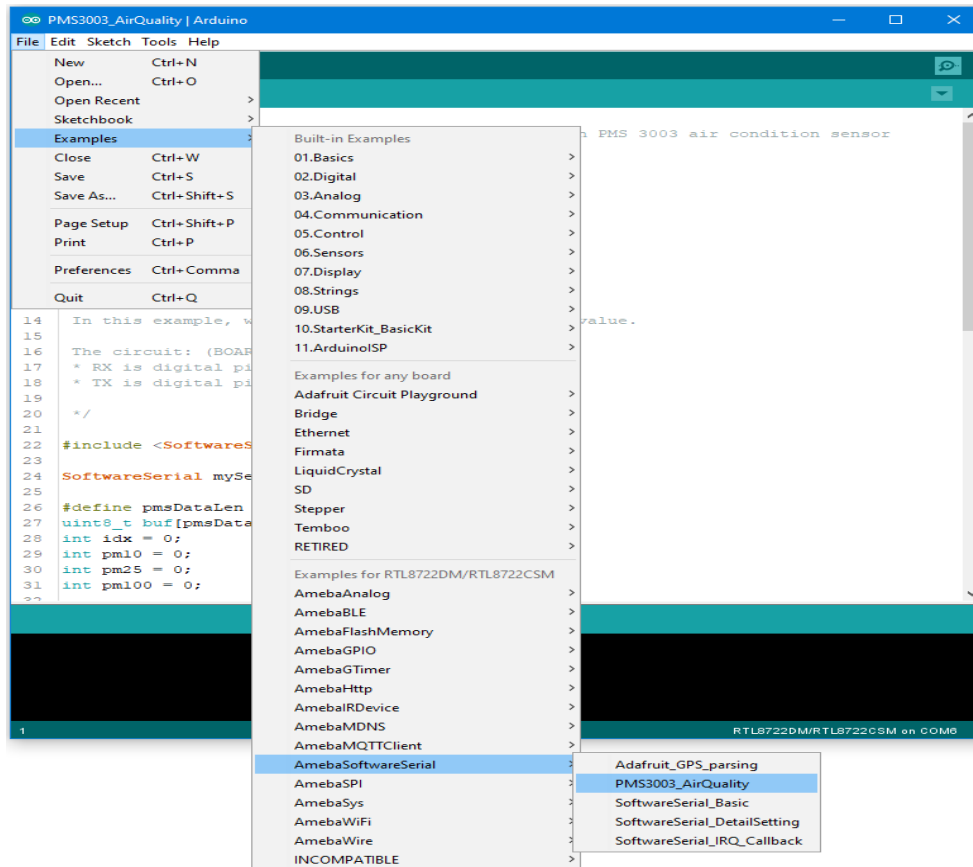 PMS3003_AirQuality | Arduino
File Edit Sketch Tools Help
New Ctrl+N
Open... Ctrl+O
Open Recent >
Sketchbook >
Examples >
Close Ctrl+W
Save Ctrl+S
Save As... Ctrl+Shift+S
Page Setup Ctrl+Shift+P
Print Ctrl+P
Preferences Ctrl+Comma
Quit Ctrl+Q
Built-in Examples
01.Basics >
02.Digital >
03.Analog >
04.Communication >
05.Control >
06.Sensors >
07.Display >
08.Strings >
09.USB >
10.StarterKit_BasicKit >
11.ArduinoISP >
Examples for any board
Adafruit Circuit Playground >
Bridge >
Ethernet >
Firmata >
LiquidCrystal >
SD >
Stepper >
Temboo >
RETIRED >
Examples for RTL8722DM/RTL8722CSM
AmebaAnalog >
AmebaBLE >
AmebaFlashMemory >
AmebaGPIO >
AmebaGTimer >
AmebaHttp >
AmebaIRDevice >
AmebaMDNS >
AmebaMQTTClient >
AmebaSoftwareSerial >
AmebaSPI >
AmebaSys >
AmebaWiFi >
AmebaWire >
INCOMPATIBLE >
Adafruit_GPS_parsing
PMS3003_AirQuality
SoftwareSerial_Basic
SoftwareSerial_DetailSetting
SoftwareSerial_IRQ_Callback
PMS 3003 air condition sensor
14 In this example, w value.
15
16 The circuit: (BOAR
17 * RX is digital pi
18 * TX is digital pi
19
20 */
21
22 #include <SoftwareS
23
24 SoftwareSerial mySe
25
26 #define pmsDataLen
27 uint8_t buf[pmsData
28 int idx = 0;
29 int pm10 = 0;
30 int pm25 = 0;
31 int pm100 = 0;
1 RTL8722DM/RTL8722CSM on COM6